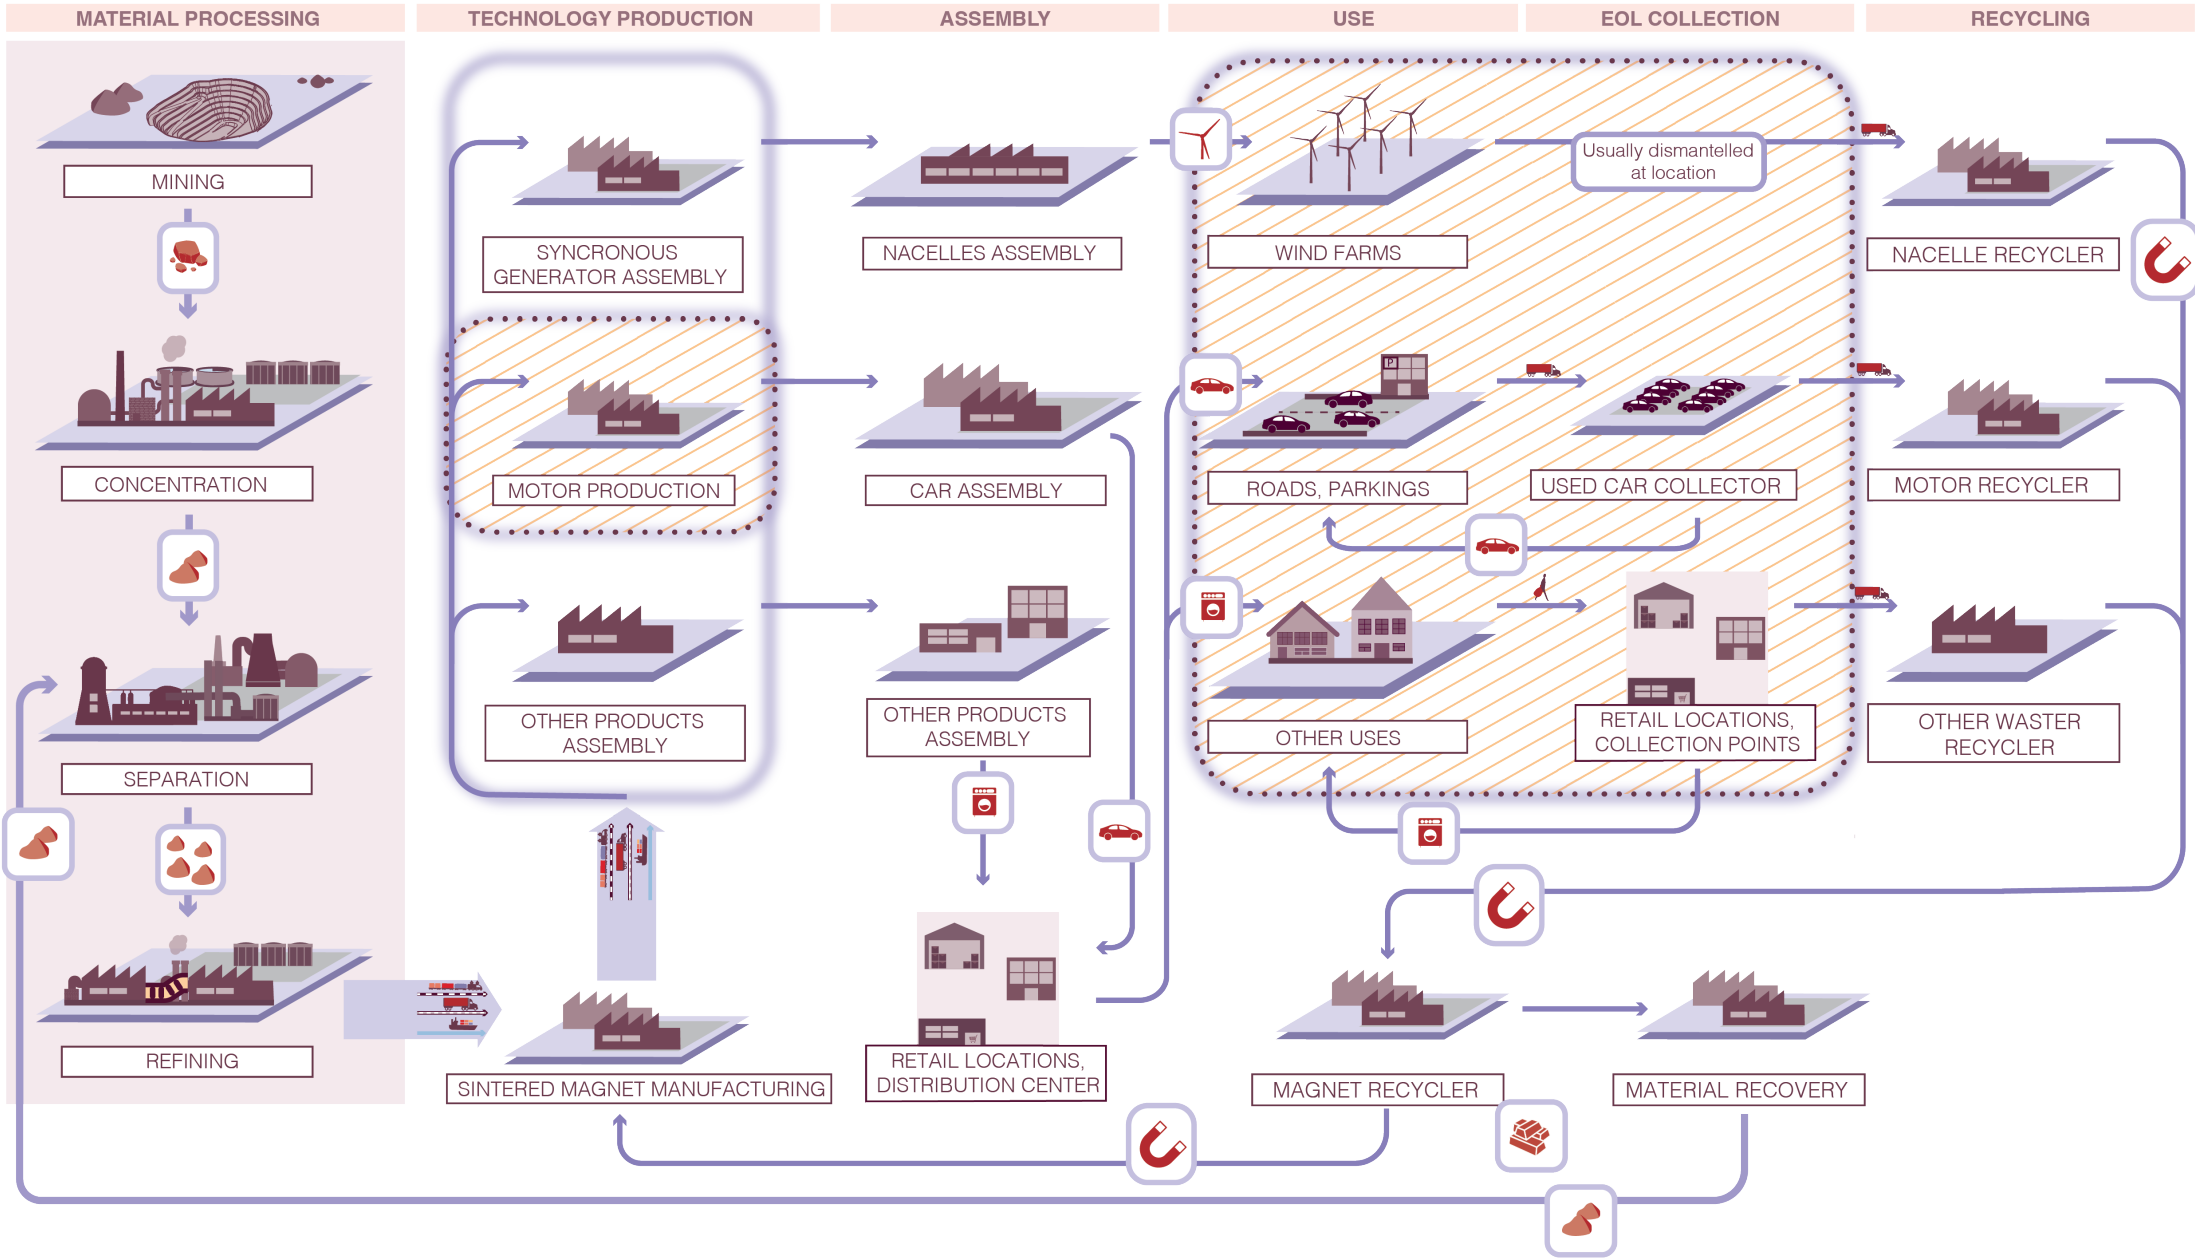 MATERIAL PROCESSING
TECHNOLOGY PRODUCTION
ASSEMBLY
USE
EOL COLLECTION
RECYCLING
MINING
CONCENTRATION
SEPARATION
REFINING
SYNCRONOUS
GENERATOR ASSEMBLY
MOTOR PRODUCTION
OTHER PRODUCTS
ASSEMBLY
SINTERED MAGNET MANUFACTURING
NACELLES ASSEMBLY
CAR ASSEMBLY
OTHER PRODUCTS
ASSEMBLY
RETAIL LOCATIONS,
DISTRIBUTION CENTER
WIND FARMS
P
ROADS, PARKINGS
OTHER USES
Usually dismantelled
at location
USED CAR COLLECTOR
RETAIL LOCATIONS,
COLLECTION POINTS
NACELLE RECYCLER
MOTOR RECYCLER
OTHER WASTER
RECYCLER
MAGNET RECYCLER
MATERIAL RECOVERY